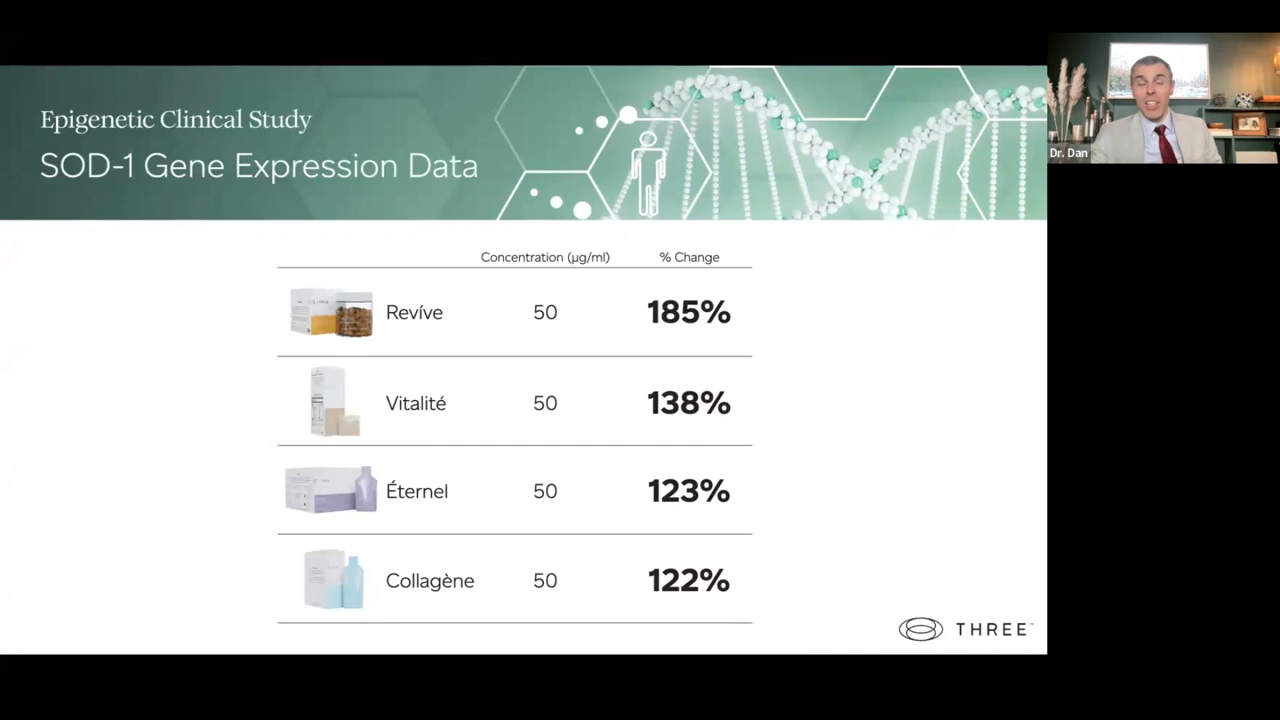 Epigenetic Clinical Study
SOD-1 Gene Expression Data
Concentration (µg/ml) % Change
Revíve 50 185%
Vitalité 50 138%
Éternel 50 123%
Collagène 50 122%
THREE™
Dr. Dan